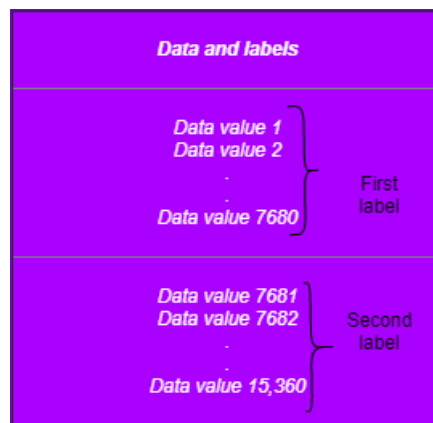 Data and labels
Data value 1
Data value 2
.
.
Data value 7680
First
label
Data value 7681
Data value 7682
.
.
Data value 15,360
Second
label